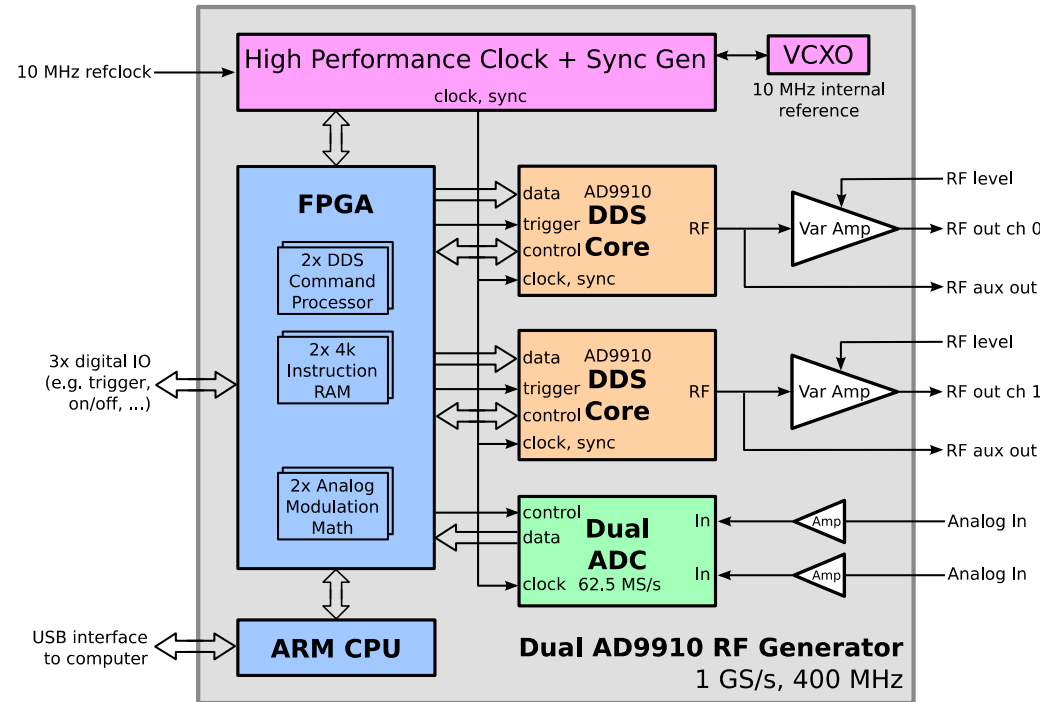 High Performance Clock + Sync Gen
clock, sync
VCXO
10 MHz internal
reference
10 MHz refclock
FPGA
2x DDS
Command
Processor
2x 4k
Instruction
RAM
2x Analog
Modulation
Math
3x digital IO
(e.g. trigger,
on/off, ...)
data
trigger
control
clock, sync
AD9910
DDS
Core
RF
Var Amp
RF level
RF out ch 0
RF aux out
data
trigger
control
clock, sync
AD9910
DDS
Core
RF
Var Amp
RF level
RF out ch 1
RF aux out
control
data
clock
Dual
ADC
62.5 MS/s
In
In
Amp
Amp
Analog In
Analog In
USB interface
to computer
ARM CPU
Dual AD9910 RF Generator
1 GS/s, 400 MHz